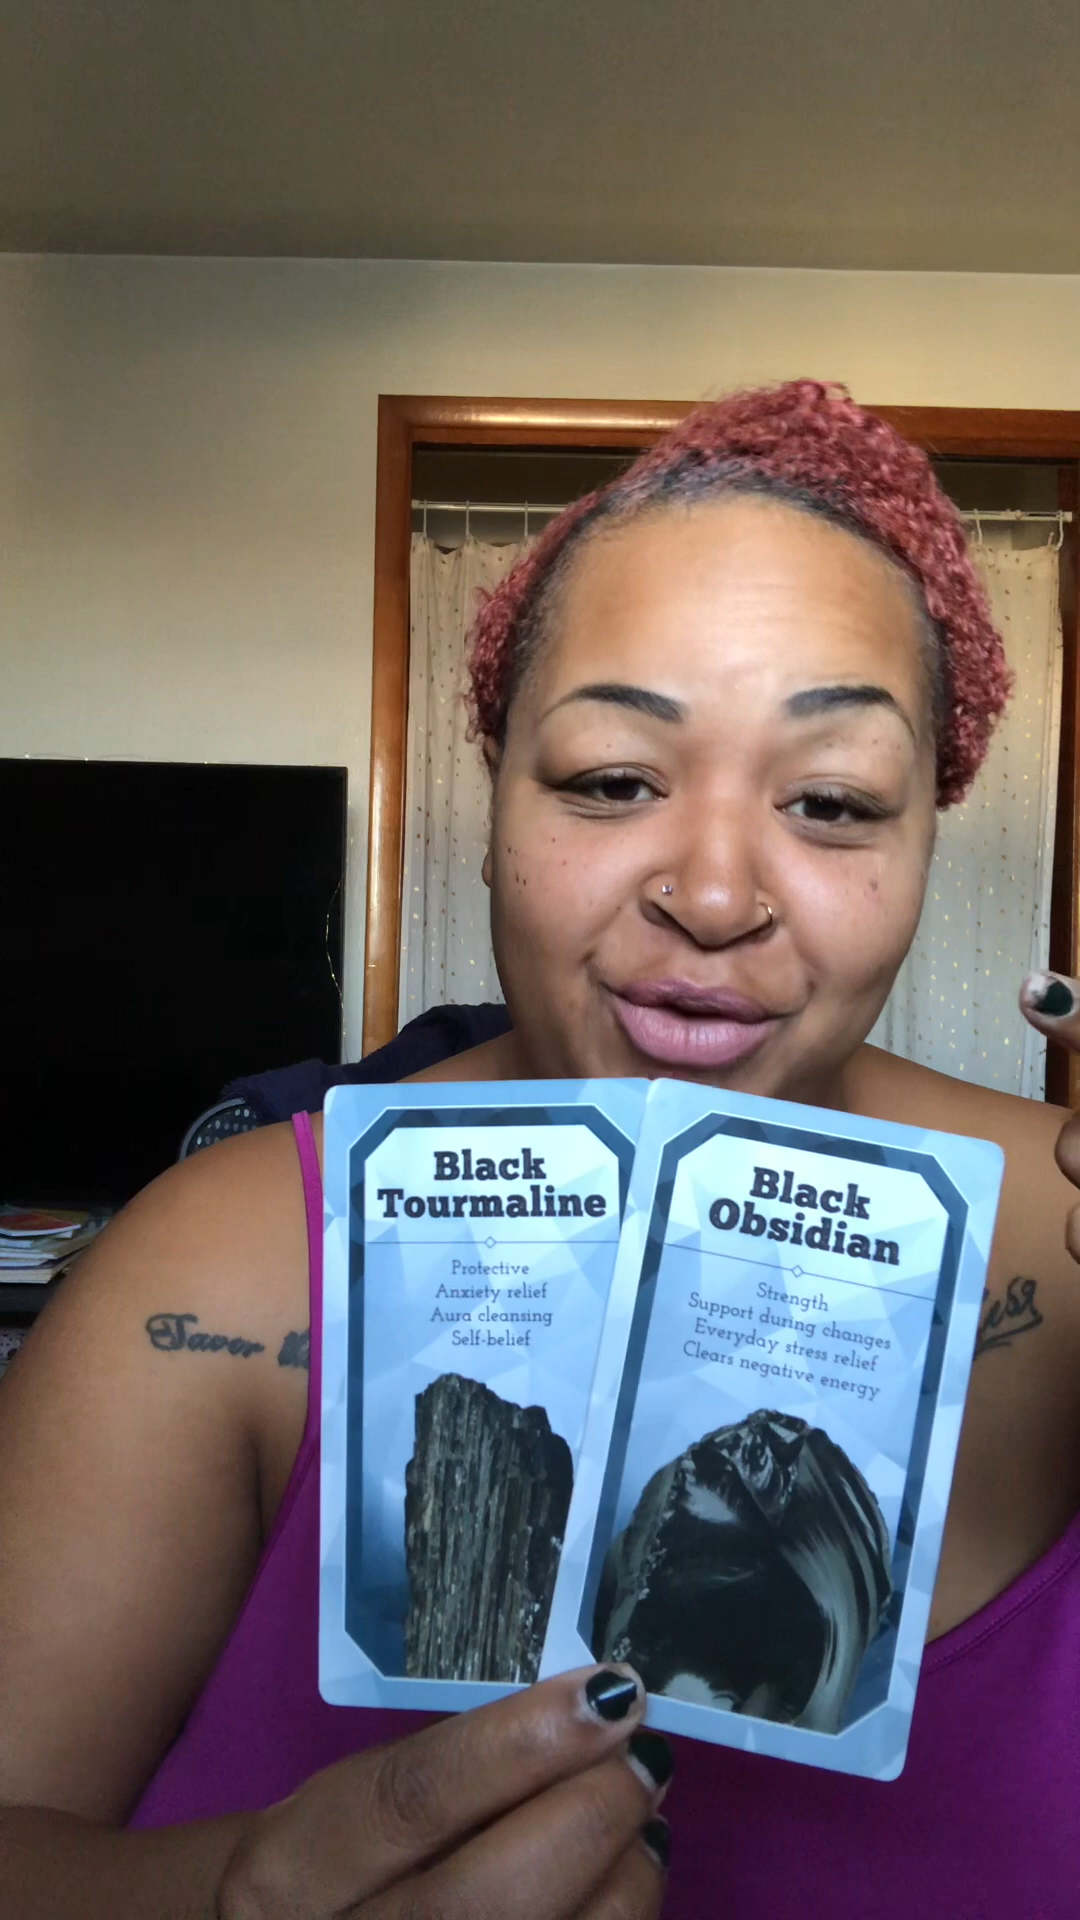 Black
Tourmaline
Protective
Anxiety relief
Aura cleansing
Self-belief
Black
Obsidian
Strength
Support during changes
Everyday stress relief
Clears negative energy
Savor